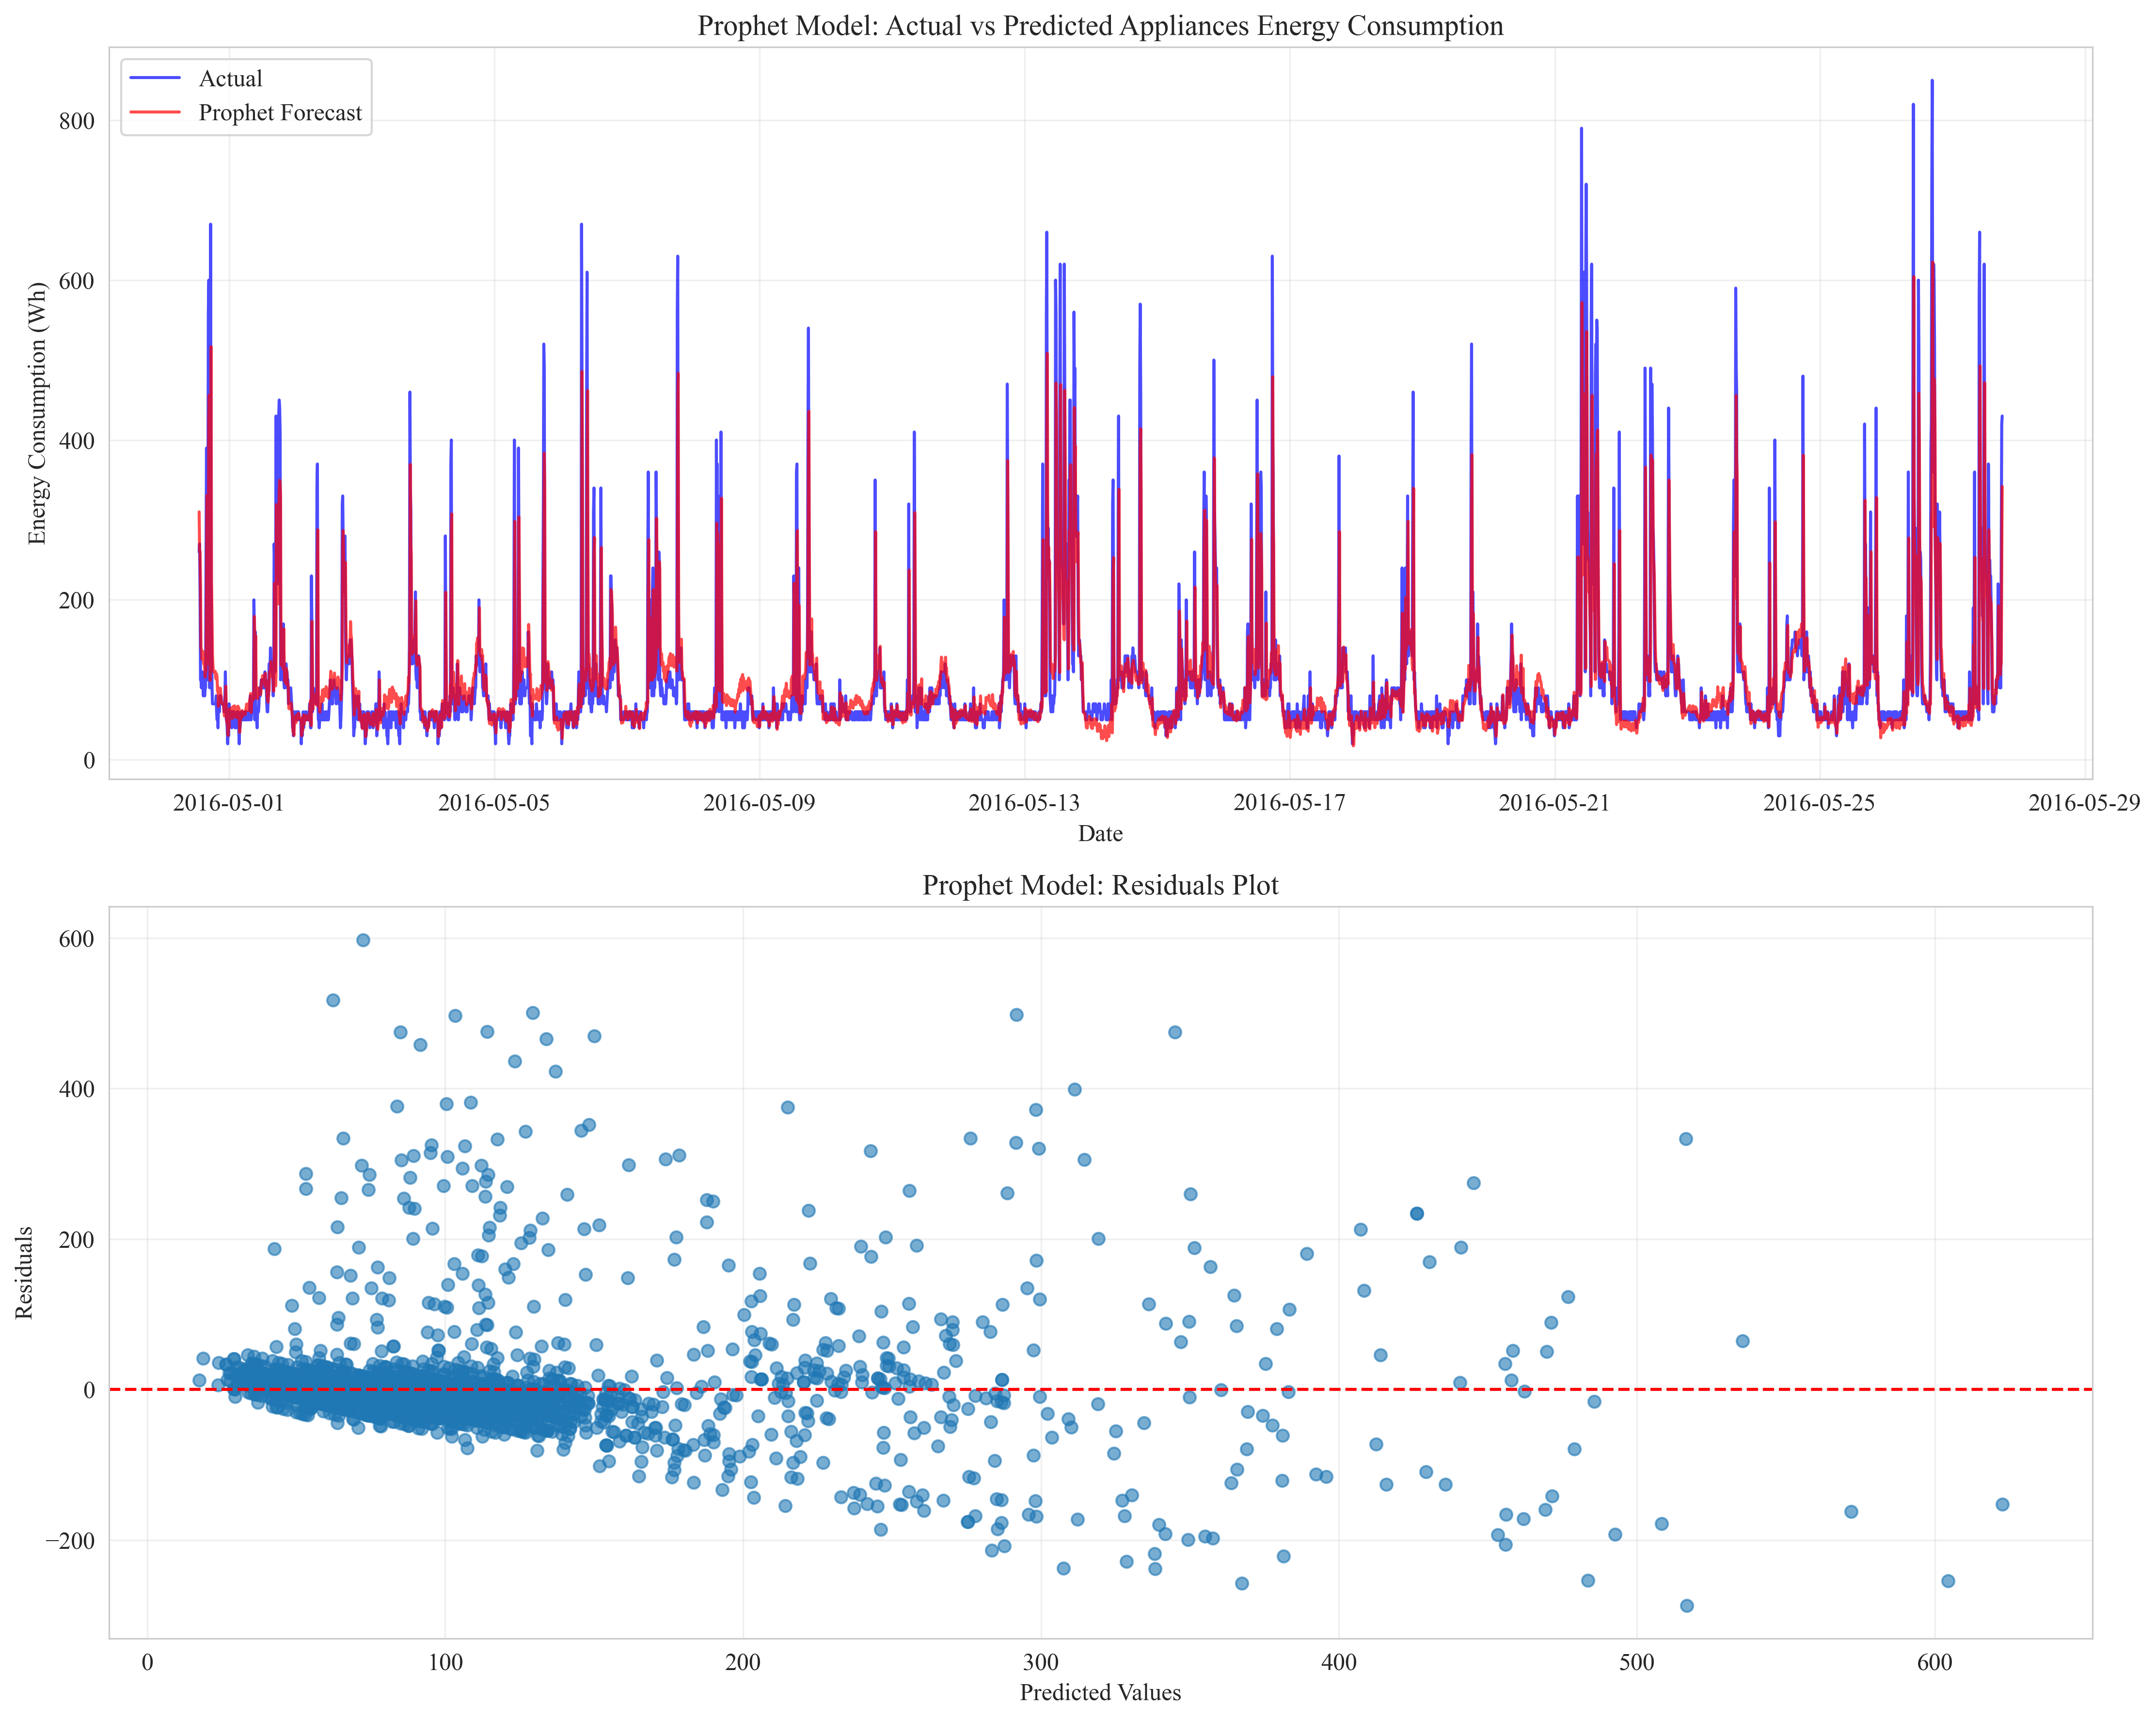 Prophet Model: Actual vs Predicted Appliances Energy Consumption
Actual
Prophet Forecast
Energy Consumption (Wh)
800
600
400
200
0
2016-05-01 2016-05-05 2016-05-09 2016-05-13 2016-05-17 2016-05-21 2016-05-25 2016-05-29
Date
Prophet Model: Residuals Plot
Residuals
600
400
200
0
−200
0 100 200 300 400 500 600
Predicted Values